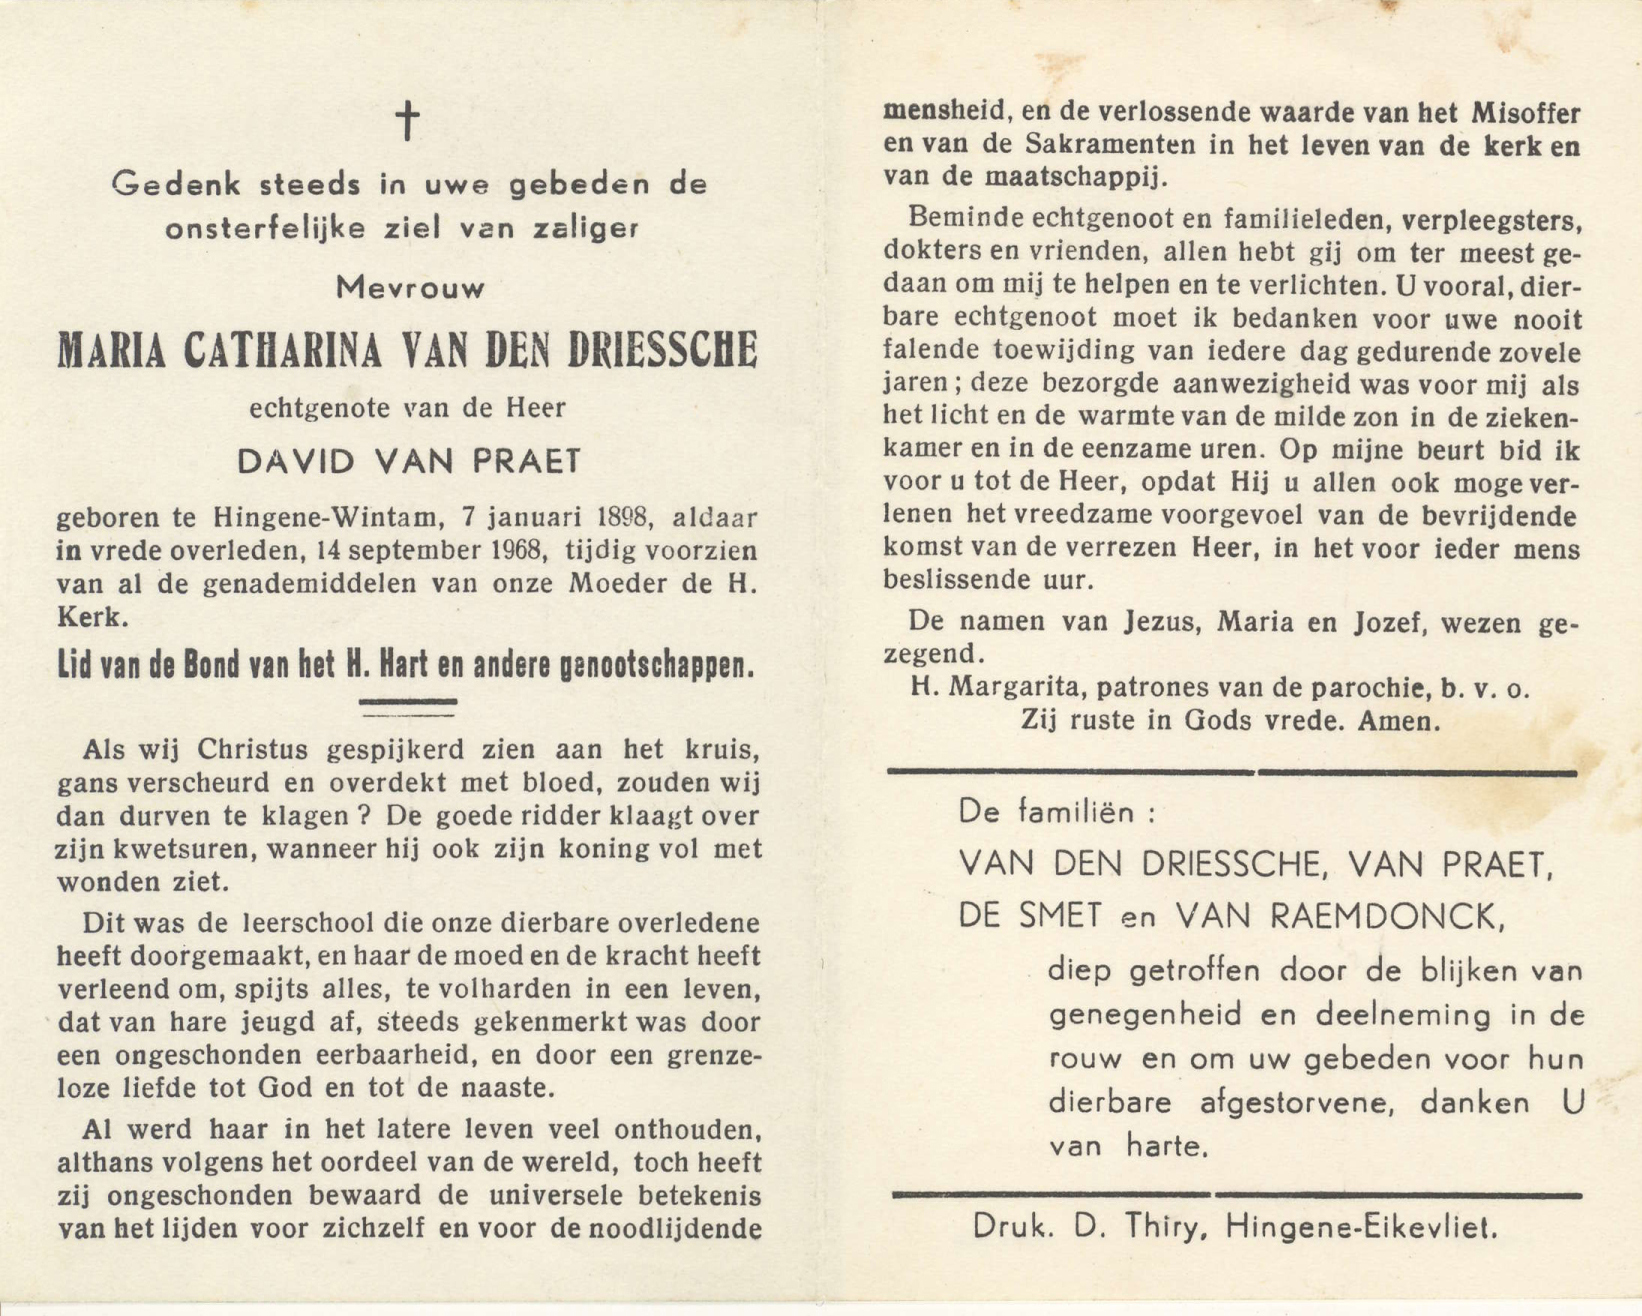 Gedenk steeds in uwe gebeden de
onsterfelijke ziel van zaliger
Mevrouw
MARIA CATHARINA VAN DEN DRIESSCHE
echtgenote van de Heer
DAVID VAN PRAET
geboren te Hingene-Wintam, 7 januari 1898, aldaar
in vrede overleden, 14 september 1968, tijdig voorzien
van al de genademiddelen van onze Moeder de H.
Kerk.
Lid van de Bond van het H. Hart en andere genootschappen.
Als wij Christus gespijkerd zien aan het kruis,
gans verscheurd en overdekt met bloed, zouden wij
dan durven te klagen ? De goede ridder klaagt over
zijn kwetsuren, wanneer hij ook zijn koning vol met
wonden ziet.
Dit was de leerschool die onze dierbare overledene
heeft doorgemaakt, en haar de moed en de kracht heeft
verleend om, spijts alles, te volharden in een leven,
dat van hare jeugd af, steeds gekenmerkt was door
een ongeschonden eerbaarheid, en door een grenze-
loze liefde tot God en tot de naaste.
Al werd haar in het latere leven veel onthouden,
althans volgens het oordeel van de wereld, toch heeft
zij ongeschonden bewaard de universele betekenis
van het lijden voor zichzelf en voor de noodlijdende
mensheid, en de verlossende waarde van het Misoffer
en van de Sakramenten in het leven van de kerk en
van de maatschappij.
Beminde echtgenoot en familieleden, verpleegsters,
dokters en vrienden, allen hebt gij om ter meest ge-
daan om mij te helpen en te verlichten. U vooral, dier-
bare echtgenoot moet ik bedanken voor uwe nooit
falende toewijding van iedere dag gedurende zovele
jaren ; deze bezorgde aanwezigheid was voor mij als
het licht en de warmte van de milde zon in de zieken-
kamer en in de eenzame uren. Op mijne beurt bid ik
voor u tot de Heer, opdat Hij u allen ook moge ver-
lenen het vreedzame voorgevoel van de bevrijdende
komst van de verrezen Heer, in het voor ieder mens
beslissende uur.
De namen van Jezus, Maria en Jozef, wezen ge-
zegend.
H. Margarita, patrones van de parochie, b. v. o.
Zij ruste in Gods vrede. Amen.
De familiën :
VAN DEN DRIESSCHE, VAN PRAET,
DE SMET en VAN RAEMDONCK,
diep getroffen door de blijken van
genegenheid en deelneming in de
rouw en om uw gebeden voor hun
dierbare afgestorvene, danken U
van harte.
Druk. D. Thiry, Hingene-Eikevliet.